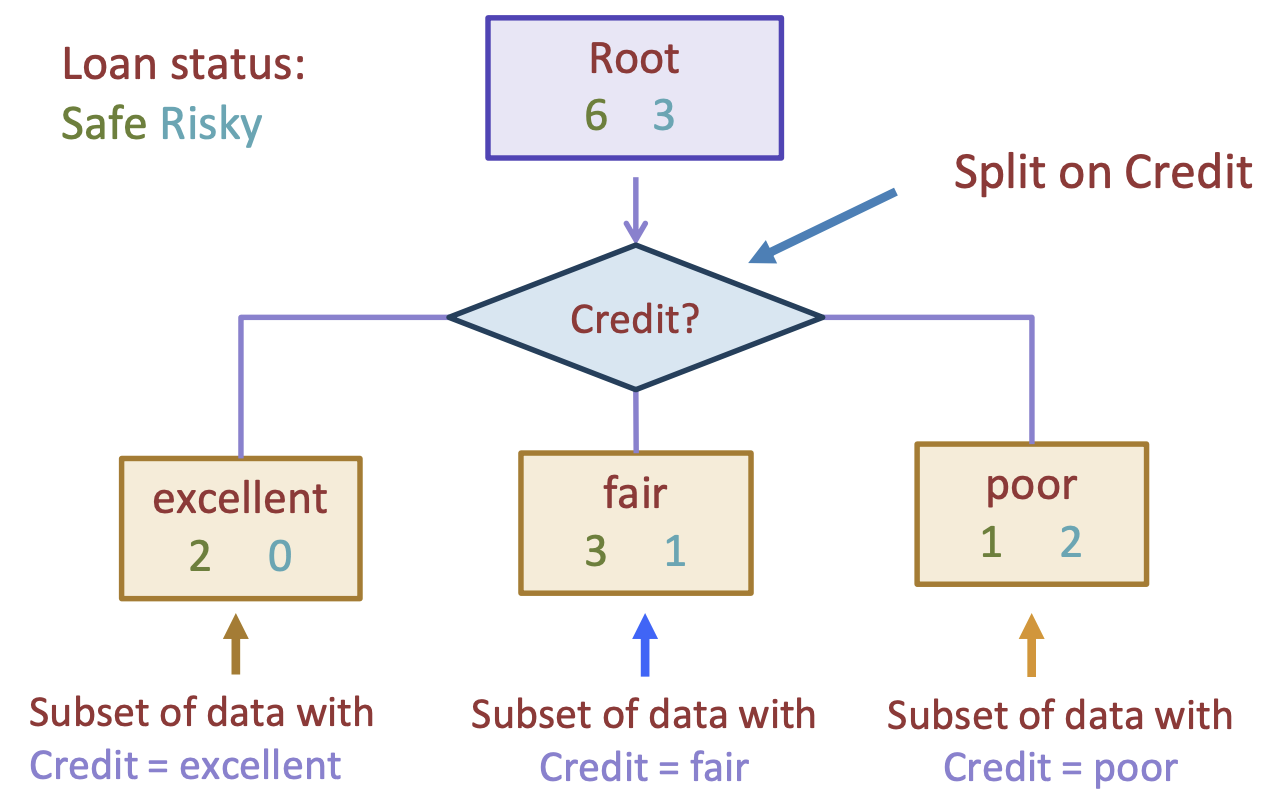 Loan status:
Safe Risky
Root
6 3
Split on Credit
Credit?
excellent
2 0
fair
3 1
poor
1 2
Subset of data with
Credit = excellent
Subset of data with
Credit = fair
Subset of data with
Credit = poor